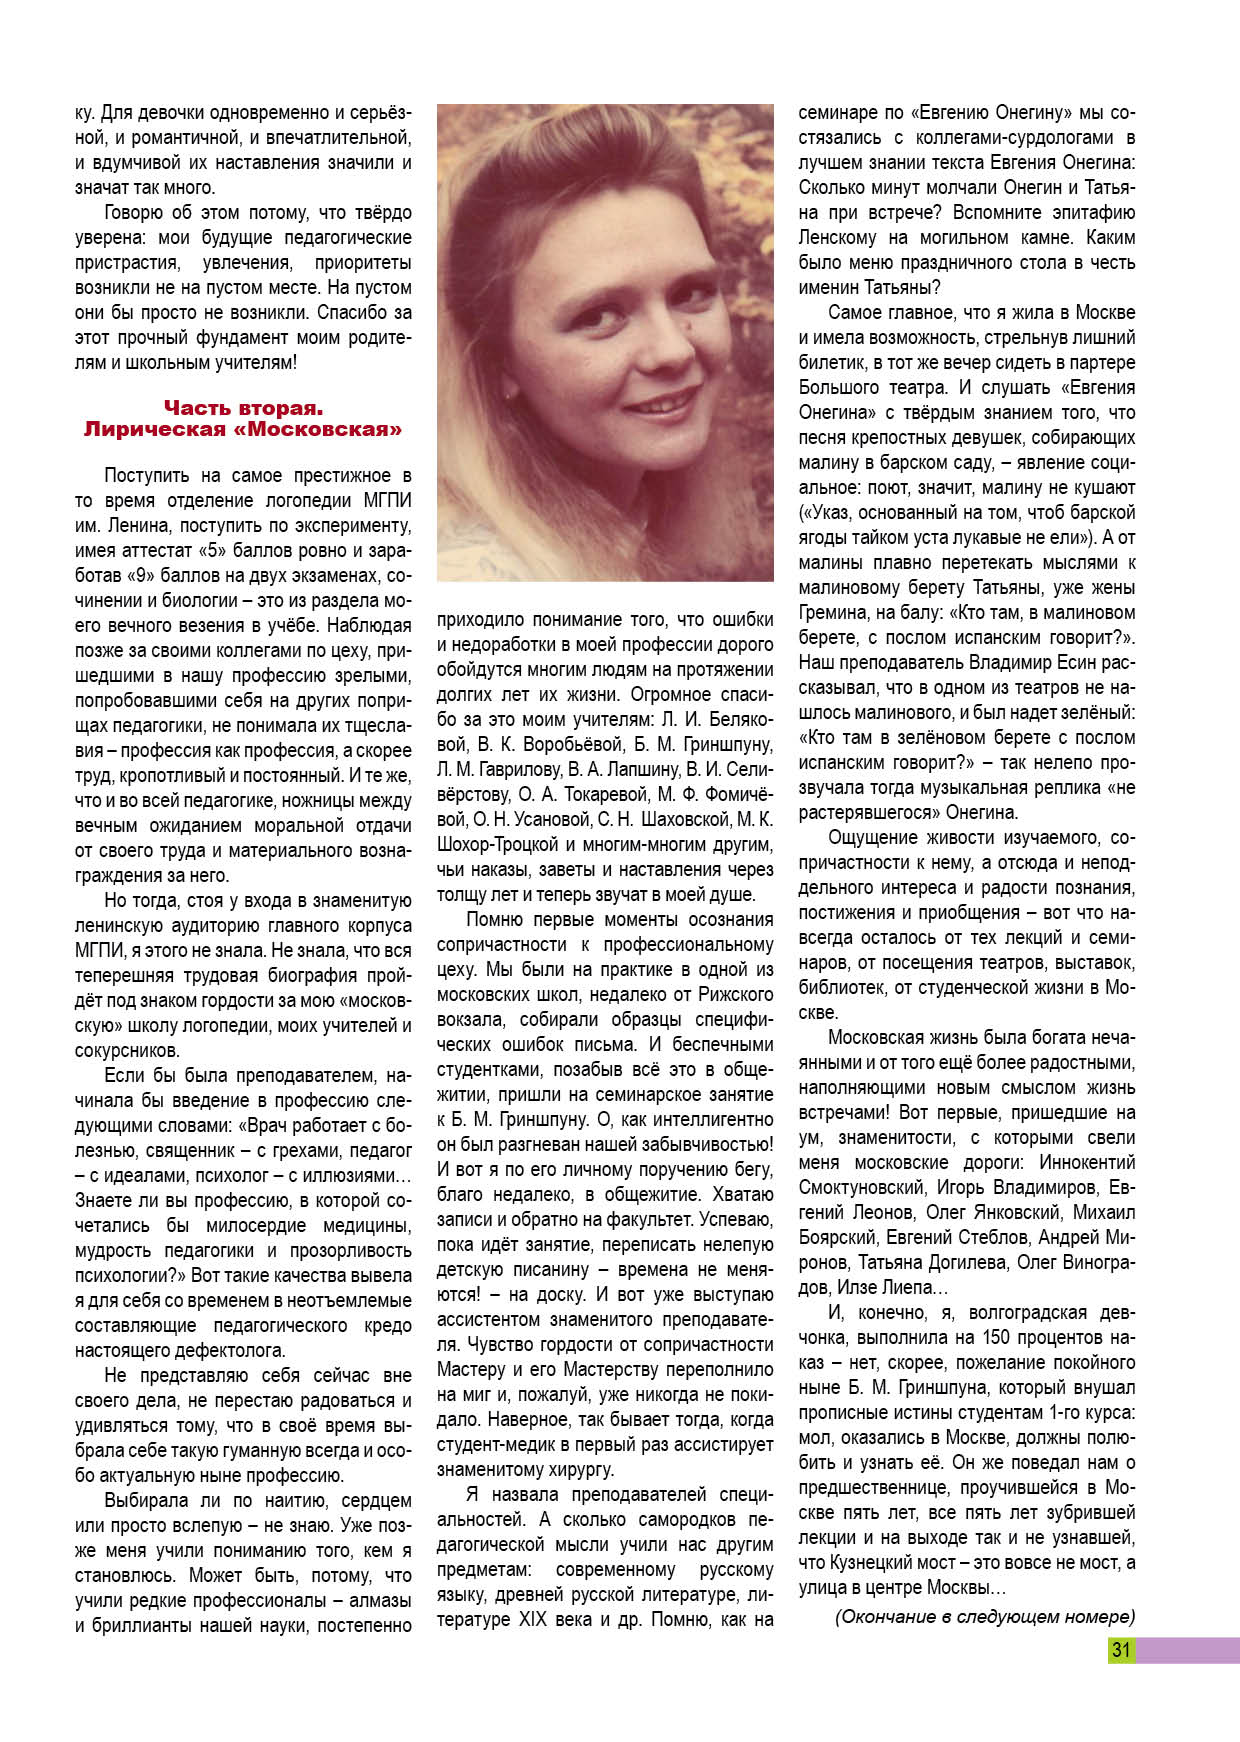 ку. Для девочки одновременно и серьёз-
ной, и романтичной, и впечатлительной,
и вдумчивой их наставления значили и
значат так много.
Говорю об этом потому, что твёрдо
уверена: мои будущие педагогические
пристрастия, увлечения, приоритеты
возникли не на пустом месте. На пустом
они бы просто не возникли. Спасибо за
этот прочный фундамент моим родите-
лям и школьным учителям!
Часть вторая.
Лирическая «Московская»
Поступить на самое престижное в
то время отделение логопедии МГПИ
им. Ленина, поступить по эксперименту,
имея аттестат «5» баллов ровно и зара-
ботав «9» баллов на двух экзаменах, со-
чинении и биологии – это из раздела мо-
его вечного везения в учёбе. Наблюдая
позже за своими коллегами по цеху, при-
шедшими в нашу профессию зрелыми,
попробовавшими себя на других попри-
щах педагогики, не понимала их тщесла-
вия – профессия как профессия, а скорее
труд, кропотливый и постоянный. И те же,
что и во всей педагогике, ножницы между
вечным ожиданием моральной отдачи
от своего труда и материального возна-
граждения за него.
Но тогда, стоя у входа в знаменитую
ленинскую аудиторию главного корпуса
МГПИ, я этого не знала. Не знала, что вся
теперешняя трудовая биография прой-
дёт под знаком гордости за мою «москов-
скую» школу логопедии, моих учителей и
сокурсников.
Если бы была преподавателем, на-
чинала бы введение в профессию сле-
дующими словами: «Врач работает с бо-
лезнью, священник – с грехами, педагог
– с идеалами, психолог – с иллюзиями…
Знаете ли вы профессию, в которой со-
четались бы милосердие медицины,
мудрость педагогики и прозорливость
психологии?» Вот такие качества вывела
я для себя со временем в неотъемлемые
составляющие педагогического кредо
настоящего дефектолога.
Не представляю себя сейчас вне
своего дела, не перестаю радоваться и
удивляться тому, что в своё время вы-
брала себе такую гуманную всегда и осо-
бо актуальную ныне профессию.
Выбирала ли по наитию, сердцем
или просто вслепую – не знаю. Уже поз-
же меня учили пониманию того, кем я
становлюсь. Может быть, потому, что
учили редкие профессионалы – алмазы
и бриллианты нашей науки, постепенно
приходило понимание того, что ошибки
и недоработки в моей профессии дорого
обойдутся многим людям на протяжении
долгих лет их жизни. Огромное спаси-
бо за это моим учителям: Л. И. Беляко-
вой, В. К. Воробьёвой, Б. М. Гриншпуну,
Л. М. Гаврилову, В. А. Лапшину, В. И. Сели-
вёрстову, О. А. Токаревой, М. Ф. Фомичё-
вой, О. Н. Усановой, С. Н. Шаховской, М. К.
Шохор-Троцкой и многим-многим другим,
чьи наказы, заветы и наставления через
толщу лет и теперь звучат в моей душе.
Помню первые моменты осознания
сопричастности к профессиональному
цеху. Мы были на практике в одной из
московских школ, недалеко от Рижского
вокзала, собирали образцы специфи-
ческих ошибок письма. И беспечными
студентками, позабыв всё это в обще-
житии, пришли на семинарское занятие
к Б. М. Гриншпуну. О, как интеллигентно
он был разгневан нашей забывчивостью!
И вот я по его личному поручению бегу,
благо недалеко, в общежитие. Хватаю
записи и обратно на факультет. Успеваю,
пока идёт занятие, переписать нелепую
детскую писанину – времена не меня-
ются! – на доску. И вот уже выступаю
ассистентом знаменитого преподавате-
ля. Чувство гордости от сопричастности
Мастеру и его Мастерству переполнило
на миг и, пожалуй, уже никогда не поки-
дало. Наверное, так бывает тогда, когда
студент-медик в первый раз ассистирует
знаменитому хирургу.
Я назвала преподавателей специ-
альностей. А сколько самородков пе-
дагогической мысли учили нас другим
предметам: современному русскому
языку, древней русской литературе, ли-
тературе XIX века и др. Помню, как на
семинаре по «Евгению Онегину» мы со-
стязались с коллегами-сурдологами в
лучшем знании текста Евгения Онегина:
Сколько минут молчали Онегин и Татья-
на при встрече? Вспомните эпитафию
Ленскому на могильном камне. Каким
было меню праздничного стола в честь
именин Татьяны?
Самое главное, что я жила в Москве
и имела возможность, стрельнув лишний
билетик, в тот же вечер сидеть в партере
Большого театра. И слушать «Евгения
Онегина» с твёрдым знанием того, что
песня крепостных девушек, собирающих
малину в барском саду, – явление соци-
альное: поют, значит, малину не кушают
(«Указ, основанный на том, чтоб барской
ягоды тайком уста лукавые не ели»). А от
малины плавно перетекать мыслями к
малиновому берету Татьяны, уже жены
Гремина, на балу: «Кто там, в малиновом
берете, с послом испанским говорит?».
Наш преподаватель Владимир Есин рас-
сказывал, что в одном из театров не на-
шлось малинового, и был надет зелёный:
«Кто там в зелёновом берете с послом
испанским говорит?» – так нелепо про-
звучала тогда музыкальная реплика «не
растерявшегося» Онегина.
Ощущение живости изучаемого, со-
причастности к нему, а отсюда и непод-
дельного интереса и радости познания,
постижения и приобщения – вот что на-
всегда осталось от тех лекций и семи-
наров, от посещения театров, выставок,
библиотек, от студенческой жизни в Мо-
скве.
Московская жизнь была богата неча-
янными и от того ещё более радостными,
наполняющими новым смыслом жизнь
встречами! Вот первые, пришедшие на
ум, знаменитости, с которыми свели
меня московские дороги: Иннокентий
Смоктуновский, Игорь Владимиров, Ев-
гений Леонов, Олег Янковский, Михаил
Боярский, Евгений Стеблов, Андрей Ми-
ронов, Татьяна Догилева, Олег Виногра-
дов, Илзе Лиепа…
И, конечно, я, волгоградская дев-
чонка, выполнила на 150 процентов на-
каз – нет, скорее, пожелание покойного
ныне Б. М. Гриншпуна, который внушал
прописные истины студентам 1-го курса:
мол, оказались в Москве, должны полю-
бить и узнать её. Он же поведал нам о
предшественнице, проучившейся в Мо-
скве пять лет, все пять лет зубрившей
лекции и на выходе так и не узнавшей,
что Кузнецкий мост – это вовсе не мост, а
улица в центре Москвы…
(Окончание в следующем номере)
31